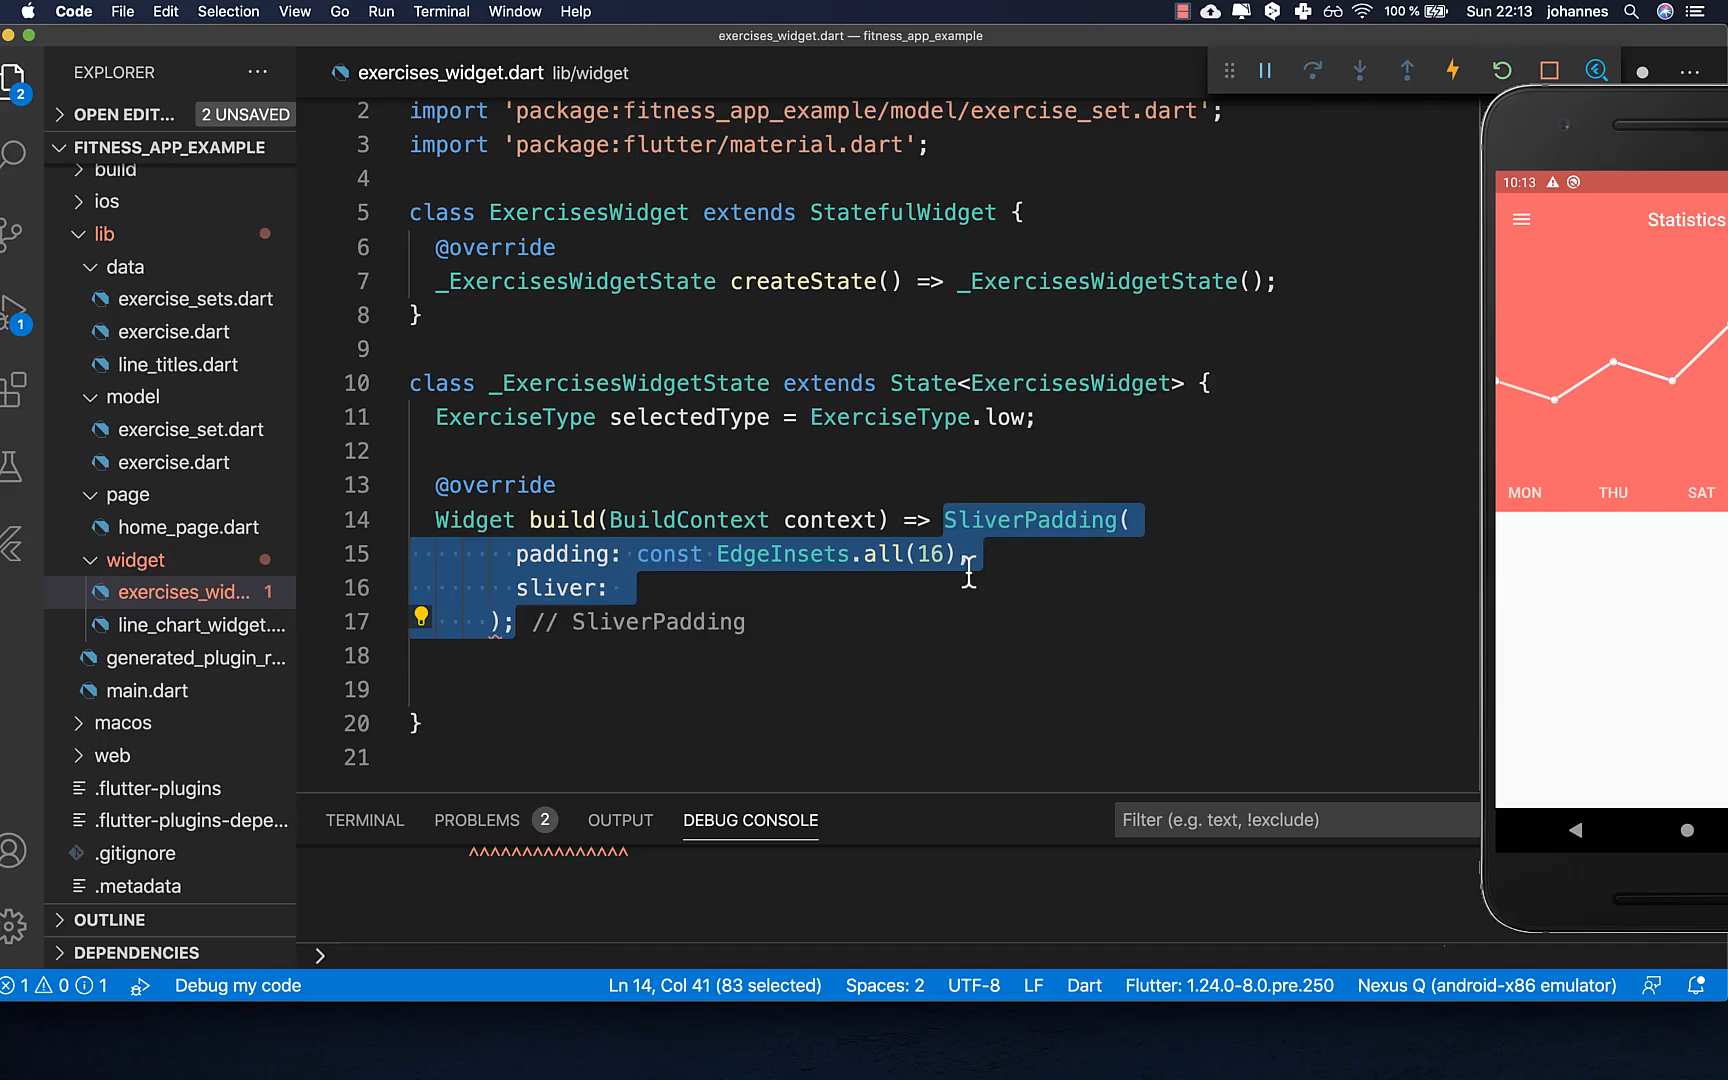 Code File Edit Selection View Go Run Terminal Window Help 100 % Sun 22:13 johannes
exercises_widget.dart — fitness_app_example
EXPLORER ···
exercises_widget.dart lib/widget ···
2
OPEN EDIT... 2 UNSAVED
FITNESS_APP_EXAMPLE
build
ios
lib
data
exercise_sets.dart
exercise.dart
line_titles.dart
model
exercise_set.dart
exercise.dart
page
home_page.dart
widget
exercises_wid... 1
line_chart_widget....
generated_plugin_r...
main.dart
macos
web
.flutter-plugins
.flutter-plugins-depe...
.gitignore
.metadata
OUTLINE
DEPENDENCIES
1
2 import 'package:fitness_app_example/model/exercise_set.dart';
3 import 'package:flutter/material.dart';
4
5 class ExercisesWidget extends StatefulWidget {
6 @override
7 _ExercisesWidgetState createState() => _ExercisesWidgetState();
8 }
9
10 class _ExercisesWidgetState extends State<ExercisesWidget> {
11 ExerciseType selectedType = ExerciseType.low;
12
13 @override
14 Widget build(BuildContext context) => SliverPadding(
15 padding: const EdgeInsets.all(16),
16 sliver:
17 ); // SliverPadding
18
19
20 }
21
TERMINAL PROBLEMS 2 OUTPUT DEBUG CONSOLE Filter (e.g. text, !exclude)
^^^^^^^^^^^^^^^
>
10:13
Statistics
MON THU SAT
1 0 1 Debug my code Ln 14, Col 41 (83 selected) Spaces: 2 UTF-8 LF Dart Flutter: 1.24.0-8.0.pre.250 Nexus Q (android-x86 emulator)